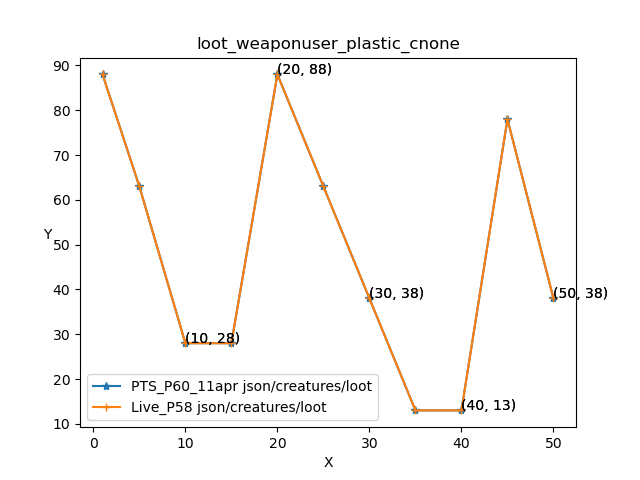 loot_weaponuser_plastic_cnone
90
80
70
60
50
40
30
20
10
Y
(20, 88)
(30, 38)
(50, 38)
(10, 28)
(40, 13)
PTS_P60_11apr json/creatures/loot
Live_P58 json/creatures/loot
0 10 20 30 40 50
X